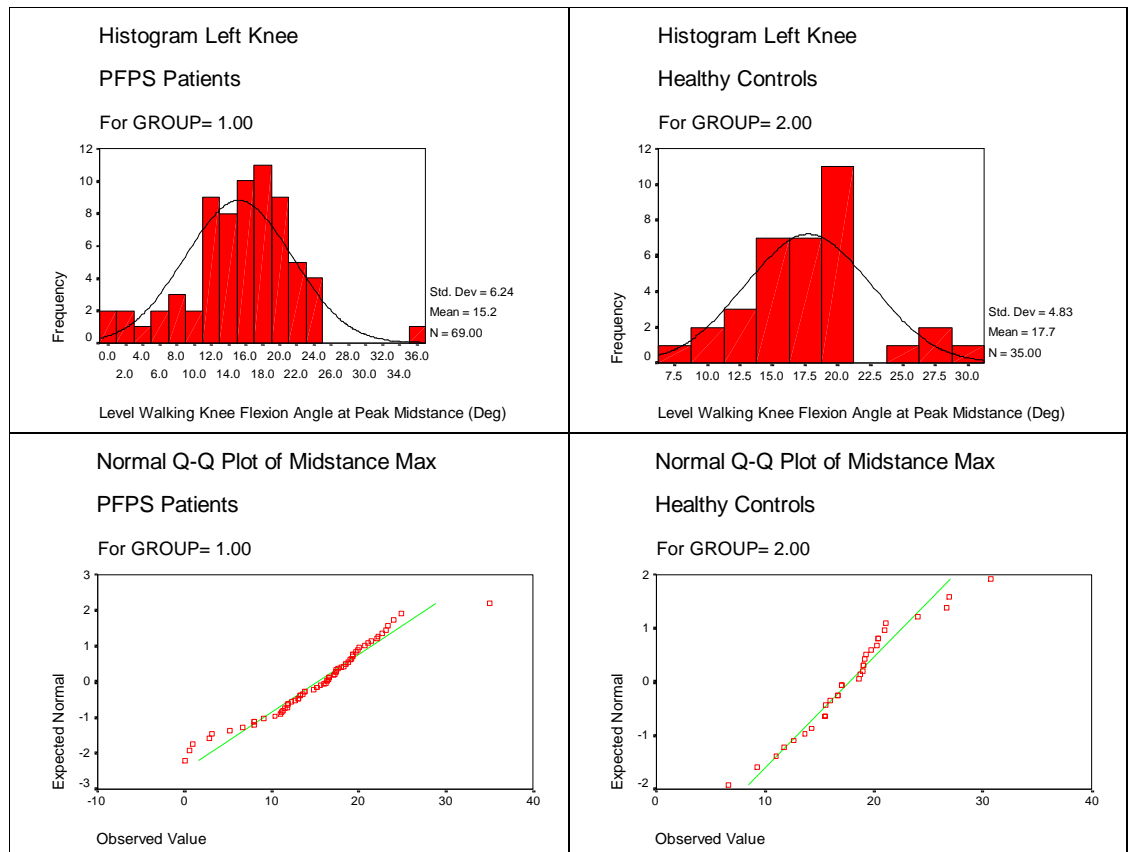 Histogram Left Knee
PFPS Patients
For GROUP= 1.00
12
10
8
6
4
2
0
Frequency
Std. Dev = 6.24
Mean = 15.2
N = 69.00
0.0 4.0 8.0 12.0 16.0 20.0 24.0 28.0 32.0 36.0
2.0 6.0 10.0 14.0 18.0 22.0 26.0 30.0 34.0
Level Walking Knee Flexion Angle at Peak Midstance (Deg)
Histogram Left Knee
Healthy Controls
For GROUP= 2.00
12
10
8
6
4
2
0
Frequency
Std. Dev = 4.83
Mean = 17.7
N = 35.00
7.5 10.0 12.5 15.0 17.5 20.0 22.5 25.0 27.5 30.0
Level Walking Knee Flexion Angle at Peak Midstance (Deg)
Normal Q-Q Plot of Midstance Max
PFPS Patients
For GROUP= 1.00
3
2
1
0
-1
-2
-3
Expected Normal
-10 0 10 20 30 40
Observed Value
Normal Q-Q Plot of Midstance Max
Healthy Controls
For GROUP= 2.00
2
1
0
-1
-2
Expected Normal
0 10 20 30 40
Observed Value